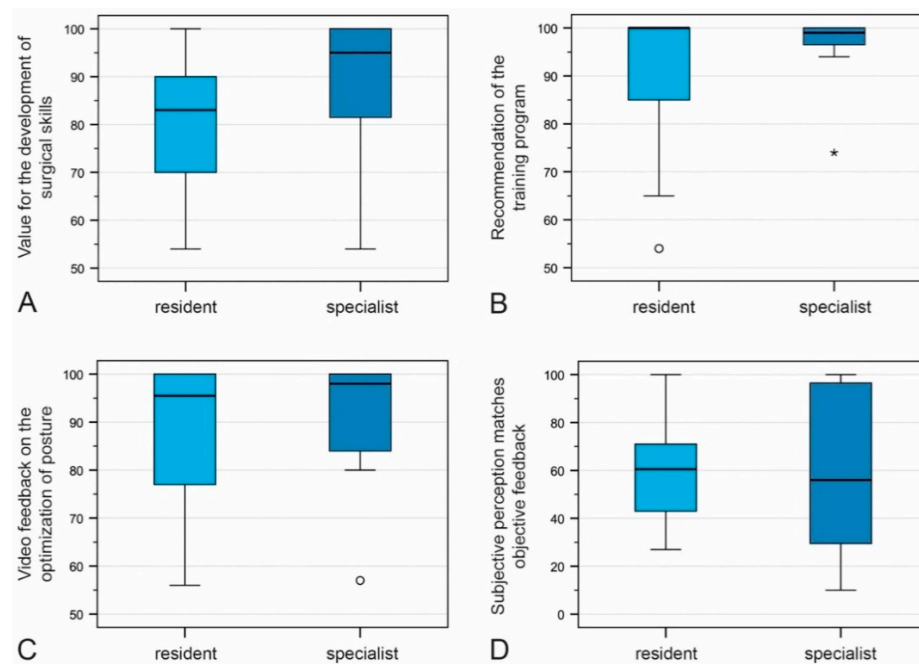 Value for the development of
surgical skills
100
90
80
70
60
50
A
resident
specialist
Recommendation of the
training program
100
90
80
70
60
50
B
resident
specialist
Video feedback on the
optimization of posture
100
90
80
70
60
50
C
resident
specialist
Subjective perception matches
objective feedback
100
80
60
40
20
0
D
resident
specialist